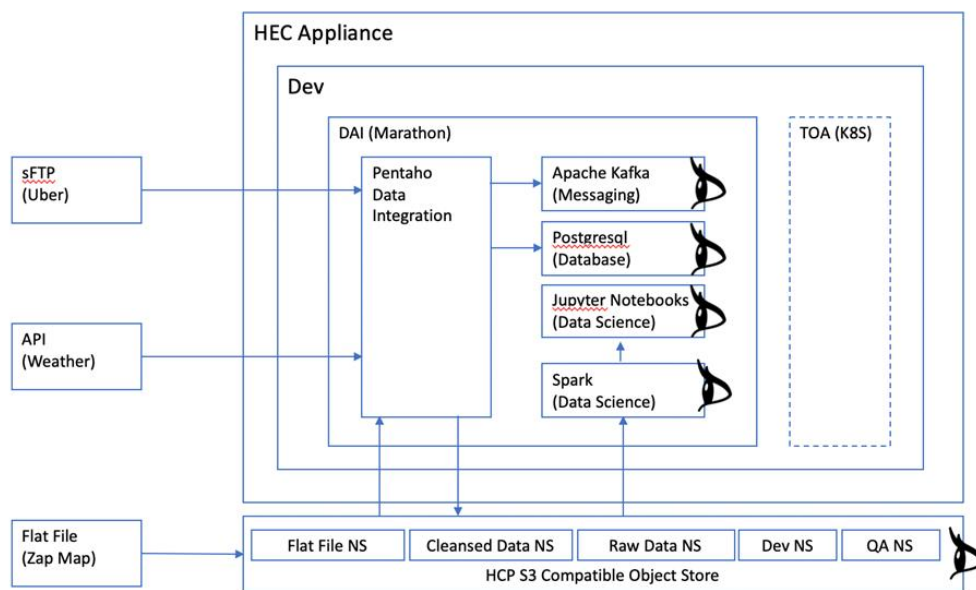 HEC Appliance
Dev
DAI (Marathon)
TOA (K8S)
sFTP
(Uber)
Pentaho
Data
Integration
Apache Kafka
(Messaging)
Postgresql
(Database)
Jupyter Notebooks
(Data Science)
API
(Weather)
Spark
(Data Science)
Flat File
(Zap Map)
Flat File NS
Cleansed Data NS
Raw Data NS
Dev NS
QA NS
HCP S3 Compatible Object Store